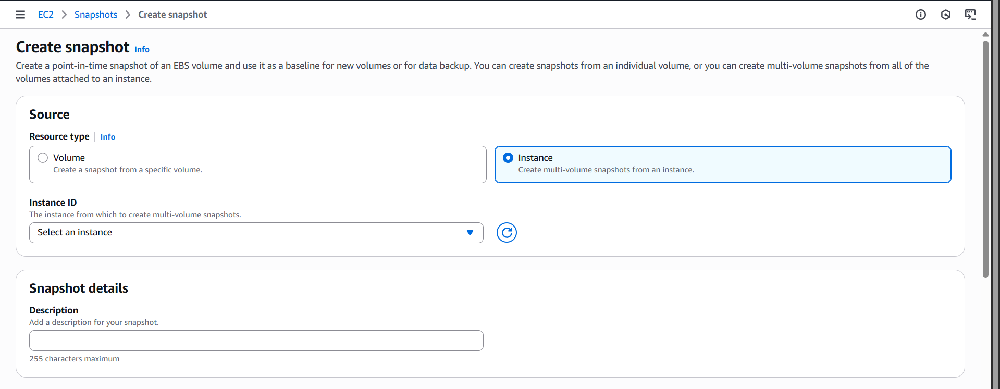 EC2 > Snapshots > Create snapshot
Create snapshot Info
Create a point-in-time snapshot of an EBS volume and use it as a baseline for new volumes or for data backup. You can create snapshots from an individual volume, or you can create multi-volume snapshots from all of the
volumes attached to an instance.
Source
Resource type Info
Volume
Create a snapshot from a specific volume.
Instance
Create multi-volume snapshots from an instance.
Instance ID
The instance from which to create multi-volume snapshots.
Select an instance
Snapshot details
Description
Add a description for your snapshot.
255 characters maximum